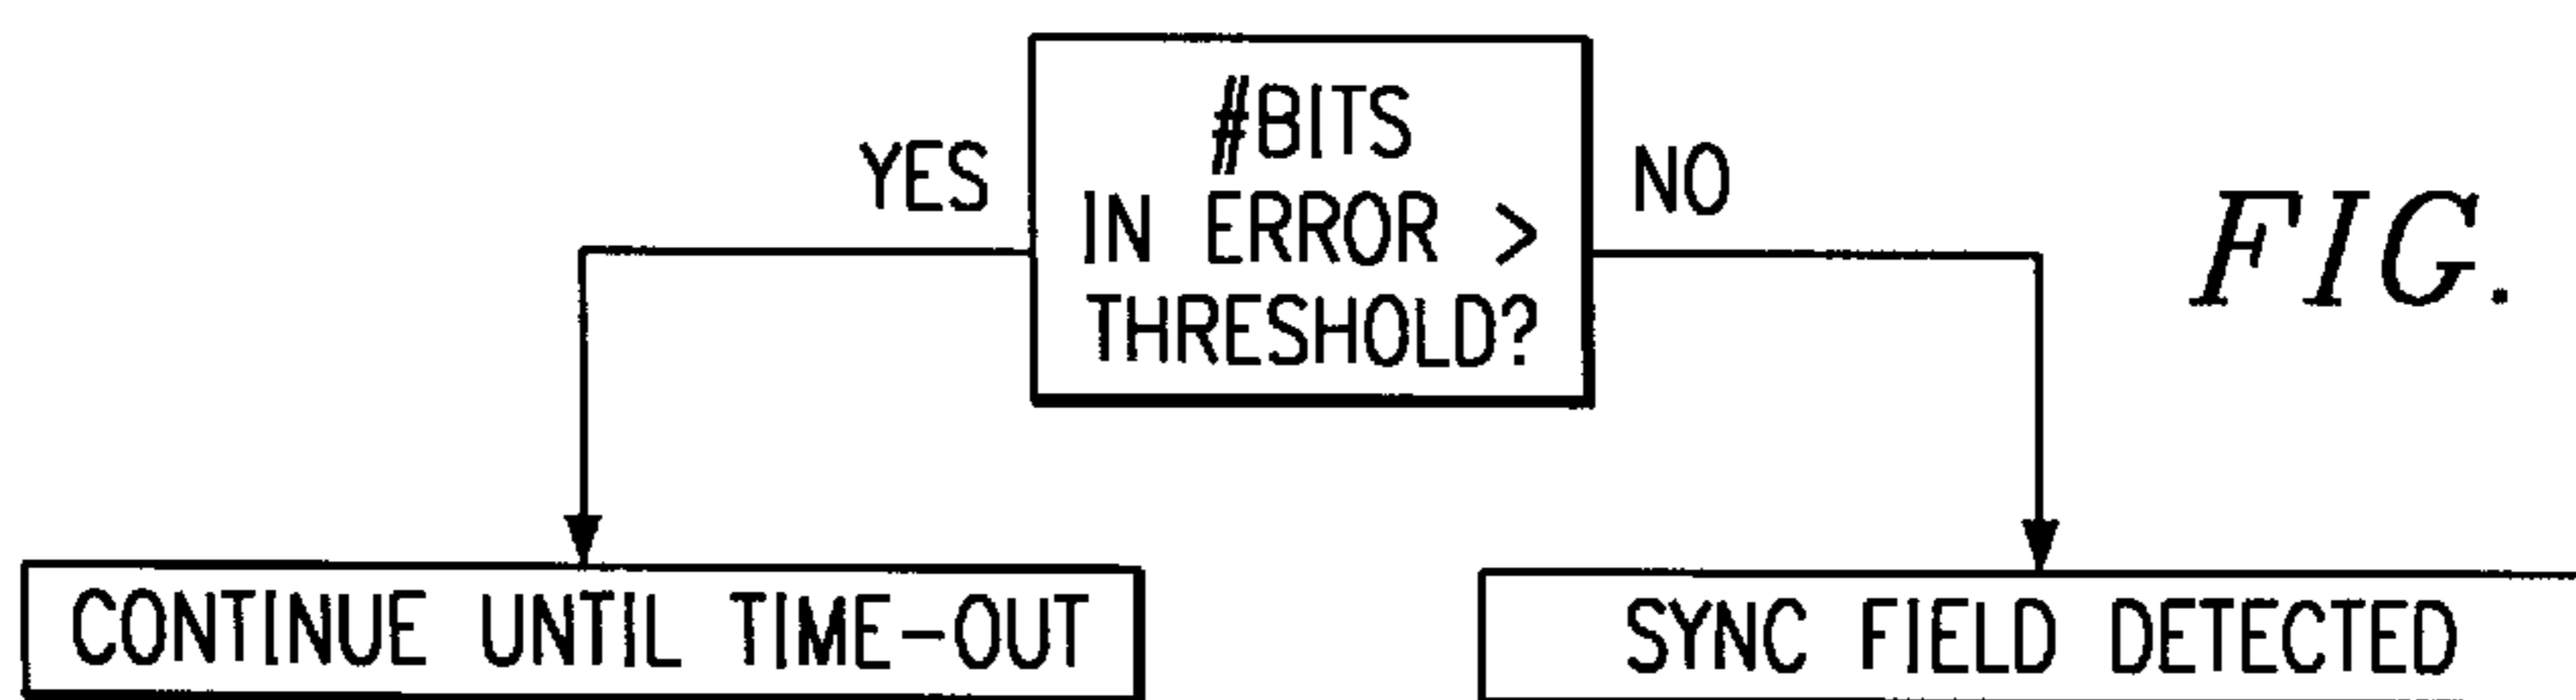 #BITS
IN ERROR >
THRESHOLD?
YES
NO
FIG.
CONTINUE UNTIL TIME-OUT
SYNC FIELD DETECTED